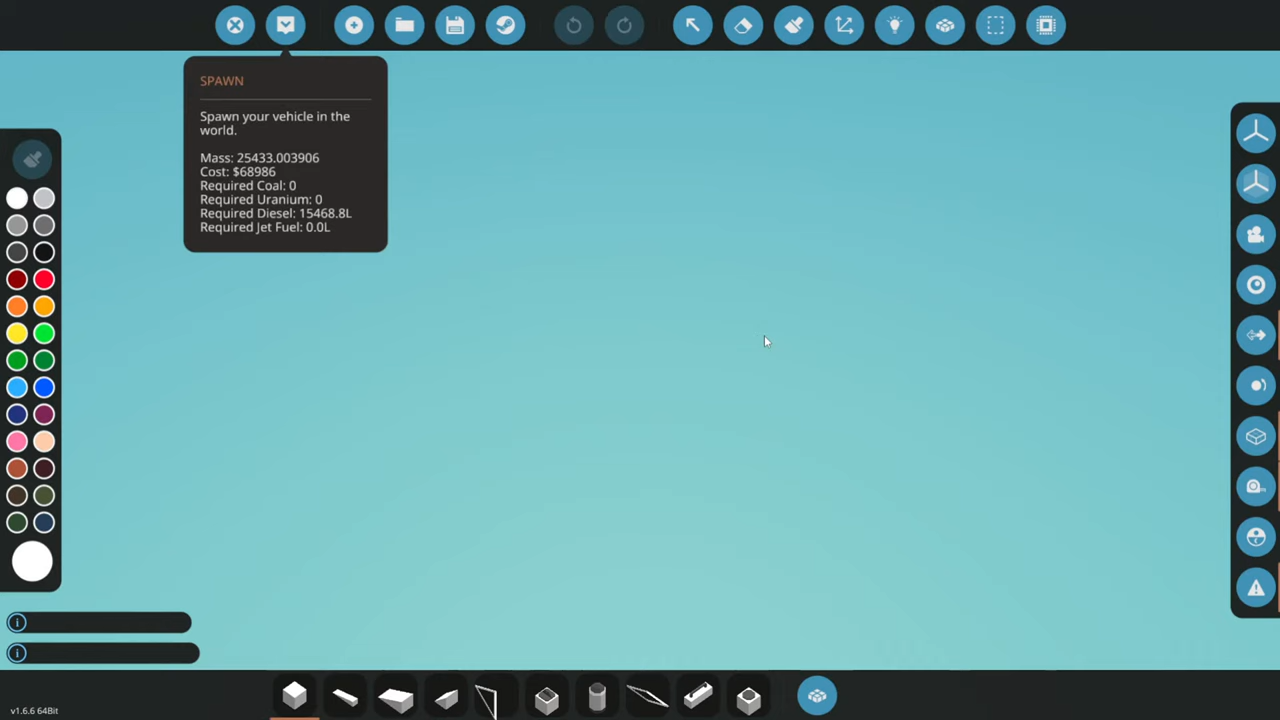 SPAWN
Spawn your vehicle in the
world.
Mass: 25433.003906
Cost: $68986
Required Coal: 0
Required Uranium: 0
Required Diesel: 15468.8L
Required Jet Fuel: 0.0L
v1.6.6 64Bit